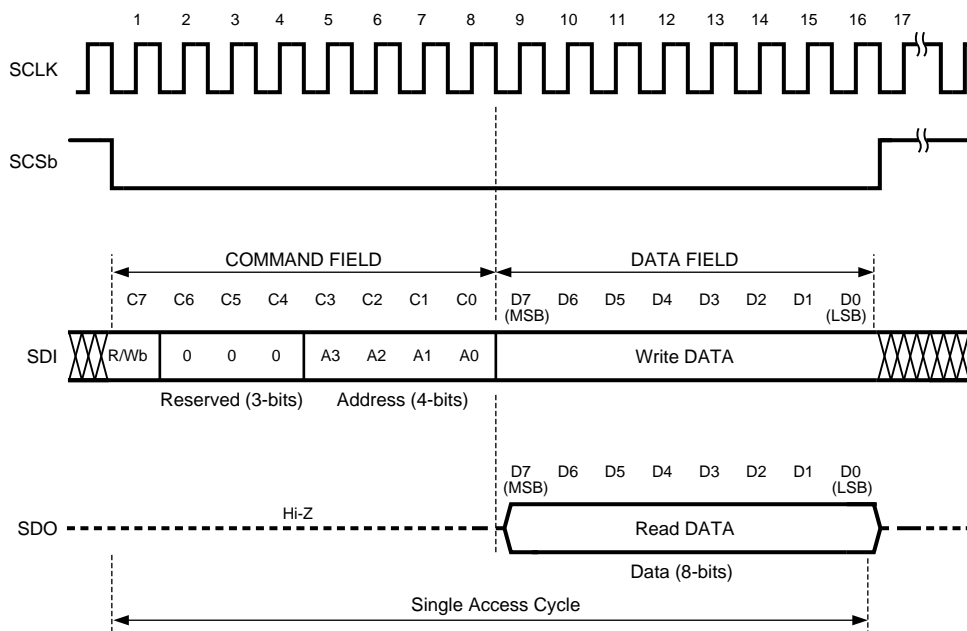 1 2 3 4 5 6 7 8 9 10 11 12 13 14 15 16 17
SCLK
SCSb
COMMAND FIELD DATA FIELD
C7 C6 C5 C4 C3 C2 C1 C0 D7 D6 D5 D4 D3 D2 D1 D0
(MSB) (LSB)
SDI R/Wb 0 0 0 A3 A2 A1 A0 Write DATA
Reserved (3-bits) Address (4-bits)
D7 D6 D5 D4 D3 D2 D1 D0
(MSB) (LSB)
Hi-Z
SDO Read DATA
Data (8-bits)
Single Access Cycle